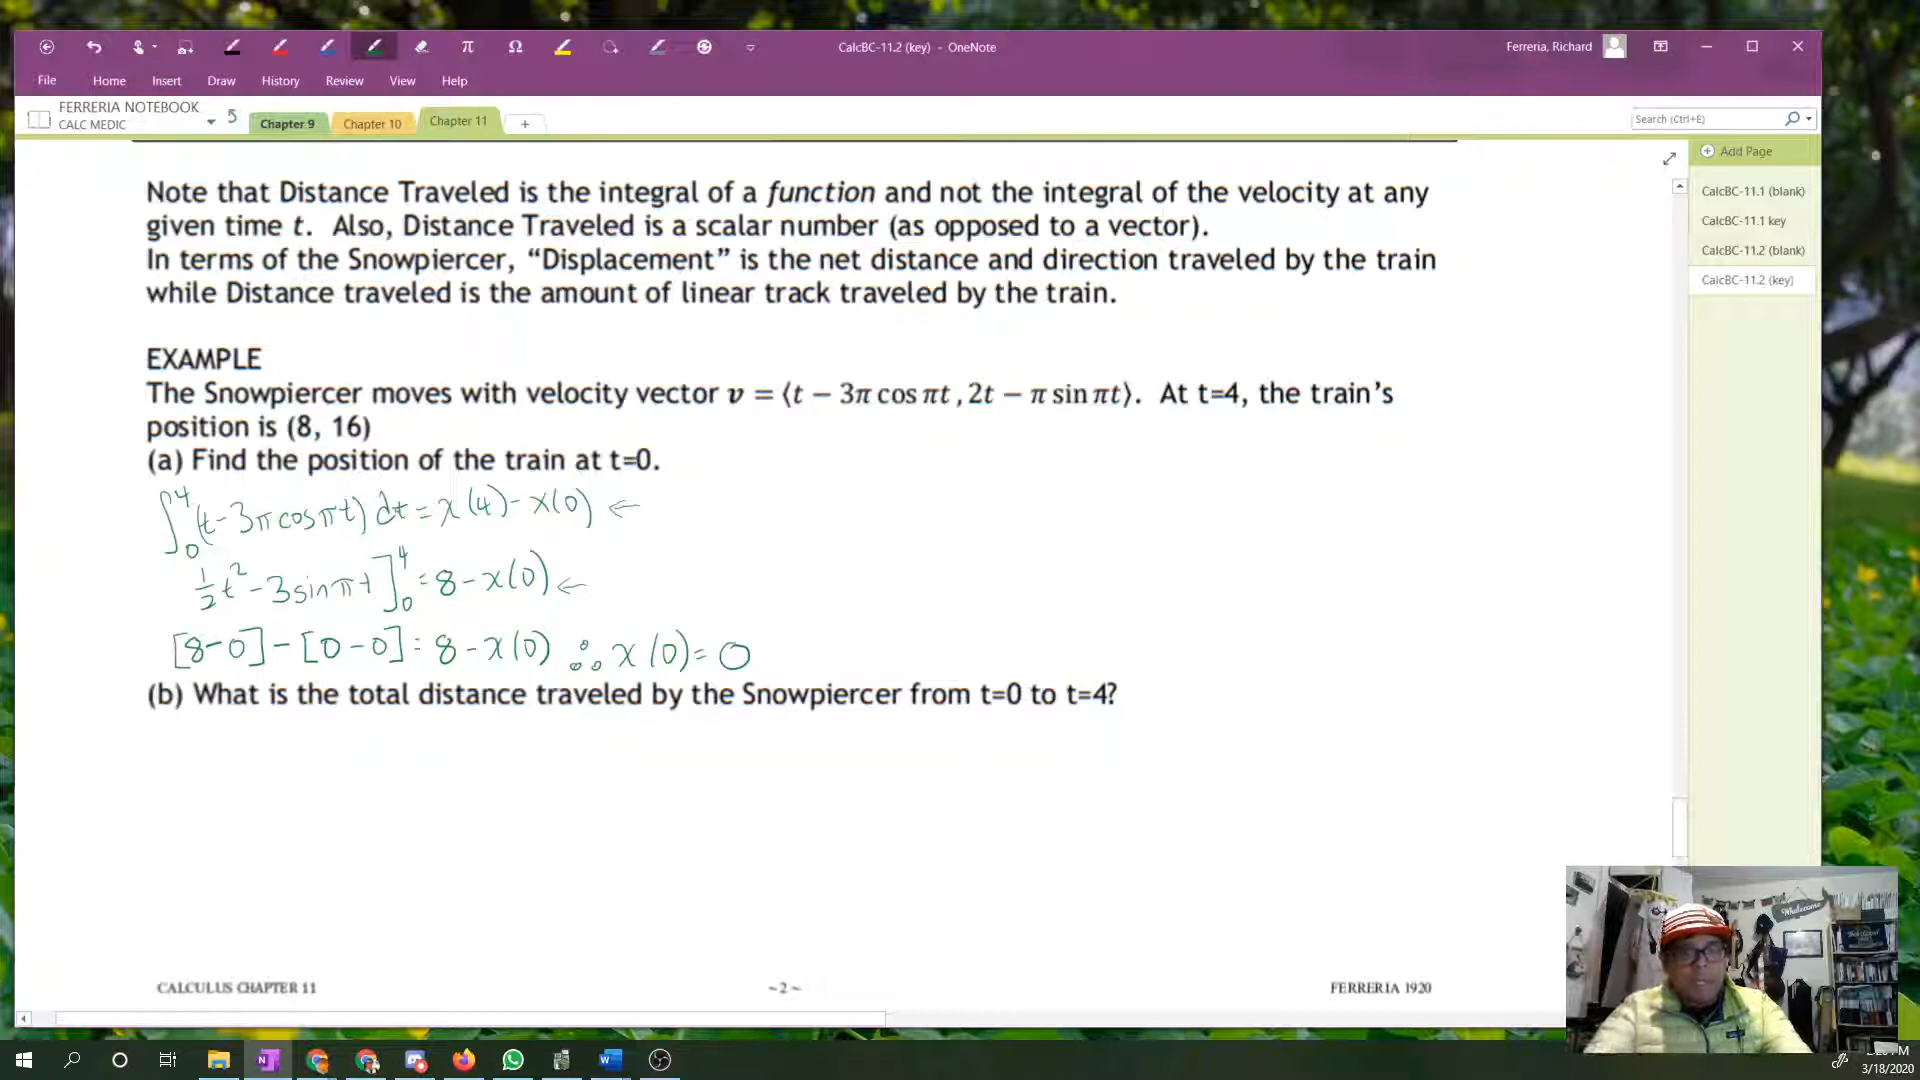 CalcBC-11.2 (key) - OneNote
Ferreria, Richard
File Home Insert Draw History Review View Help
FERRERIA NOTEBOOK
CALC MEDIC
Chapter 9 Chapter 10 Chapter 11 +
Search (Ctrl+E)
Add Page
CalcBC-11.1 (blank)
CalcBC-11.1 key
CalcBC-11.2 (blank)
CalcBC-11.2 (key)
Note that Distance Traveled is the integral of a function and not the integral of the velocity at any
given time t. Also, Distance Traveled is a scalar number (as opposed to a vector).
In terms of the Snowpiercer, “Displacement” is the net distance and direction traveled by the train
while Distance traveled is the amount of linear track traveled by the train.
EXAMPLE
The Snowpiercer moves with velocity vector v = ⟨t − 3π cos πt , 2t − π sin πt⟩. At t=4, the train’s
position is (8, 16)
(a) Find the position of the train at t=0.
∫₀⁴ (t - 3π cos πt) dt = x(4) - x(0) ←
½t² - 3 sin πt ]₀⁴ = 8 - x(0) ←
[8-0] - [0-0] = 8 - x(0) ∴ x(0) = 0
(b) What is the total distance traveled by the Snowpiercer from t=0 to t=4?
CALCULUS CHAPTER 11 ~2~ FERRERIA 1920
3/18/2020